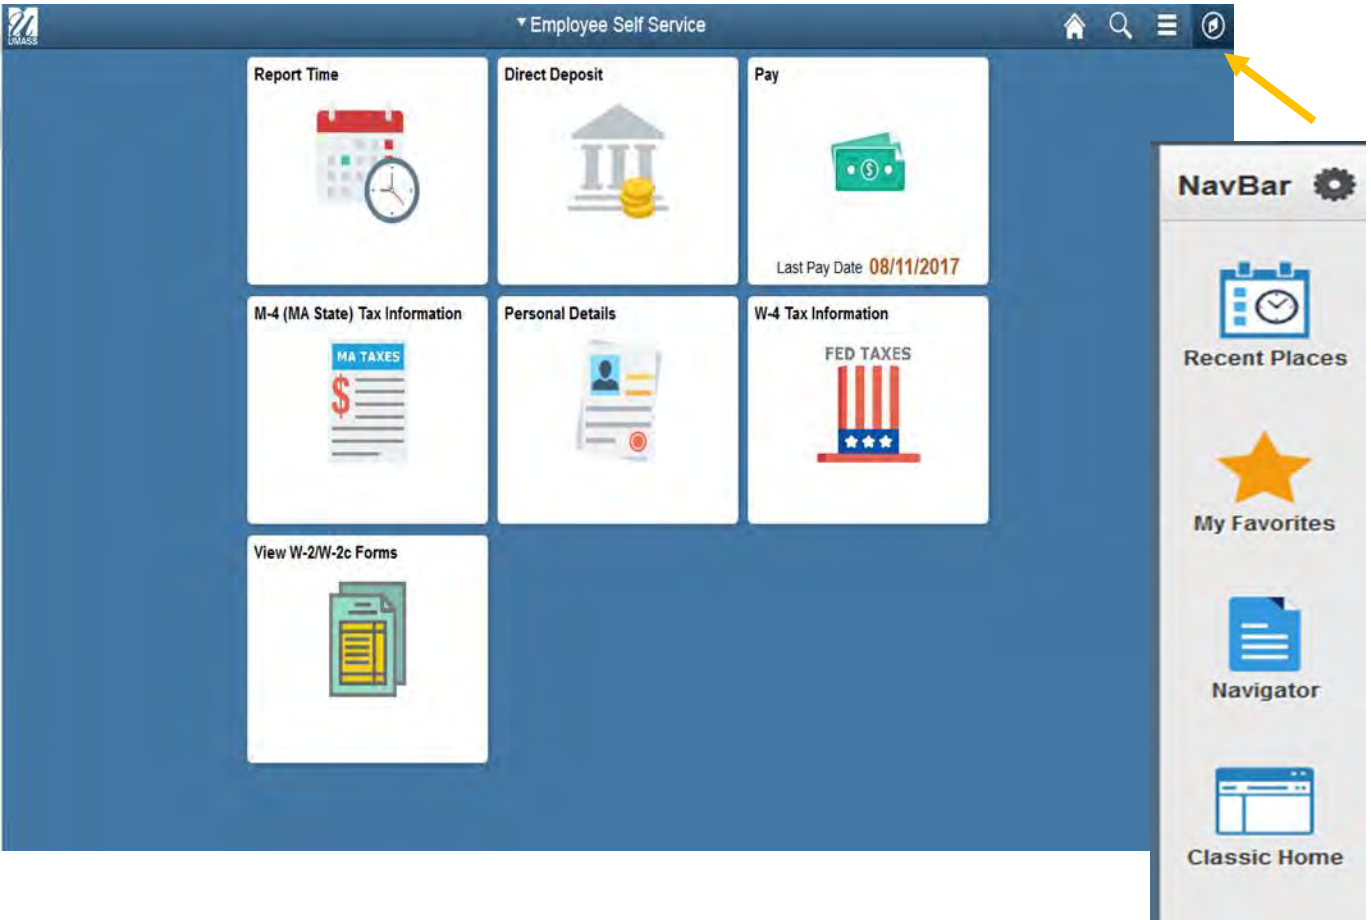 UMASS
Employee Self Service
Report Time
Direct Deposit
Pay
Last Pay Date 08/11/2017
M-4 (MA State) Tax Information
MA TAXES
$
Personal Details
W-4 Tax Information
FED TAXES
View W-2/W-2c Forms
NavBar
Recent Places
My Favorites
Navigator
Classic Home